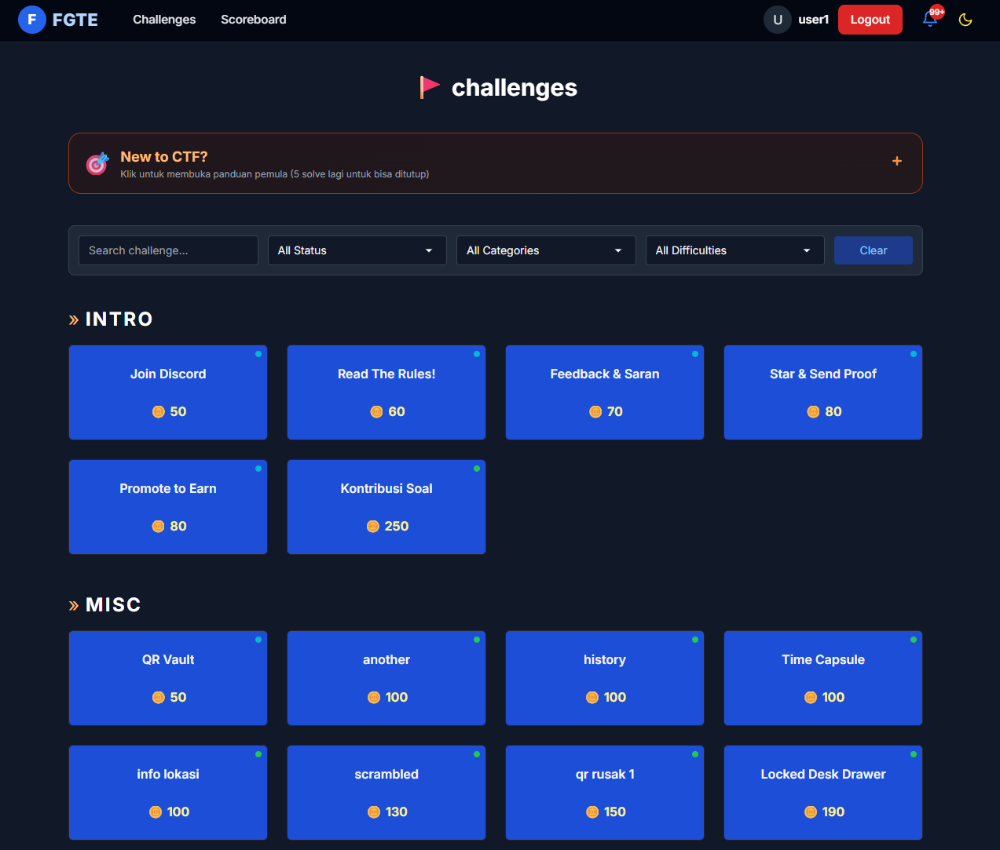 F FGTE Challenges Scoreboard U user1 Logout 99+
challenges
New to CTF?
Klik untuk membuka panduan pemula (5 solve lagi untuk bisa ditutup)
+
Search challenge... All Status All Categories All Difficulties Clear
» INTRO
Join Discord Read The Rules! Feedback & Saran Star & Send Proof
50 60 70 80
Promote to Earn Kontribusi Soal
80 250
» MISC
QR Vault another history Time Capsule
50 100 100 100
info lokasi scrambled qr rusak 1 Locked Desk Drawer
100 130 150 190